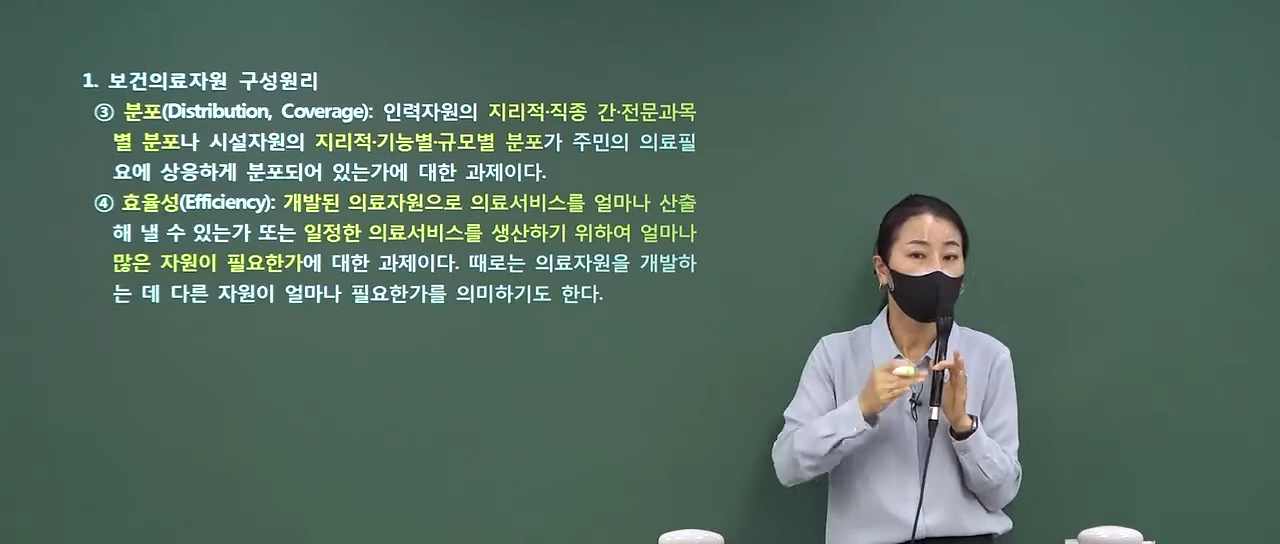 1. 보건의료자원 구성원리
③ 분포(Distribution, Coverage): 인력자원의 지리적·직종 간·전문과목
별 분포나 시설자원의 지리적·기능별·규모별 분포가 주민의 의료필
요에 상응하게 분포되어 있는가에 대한 과제이다.
④ 효율성(Efficiency): 개발된 의료자원으로 의료서비스를 얼마나 산출
해 낼 수 있는가 또는 일정한 의료서비스를 생산하기 위하여 얼마나
많은 자원이 필요한가에 대한 과제이다. 때로는 의료자원을 개발하
는 데 다른 자원이 얼마나 필요한가를 의미하기도 한다.